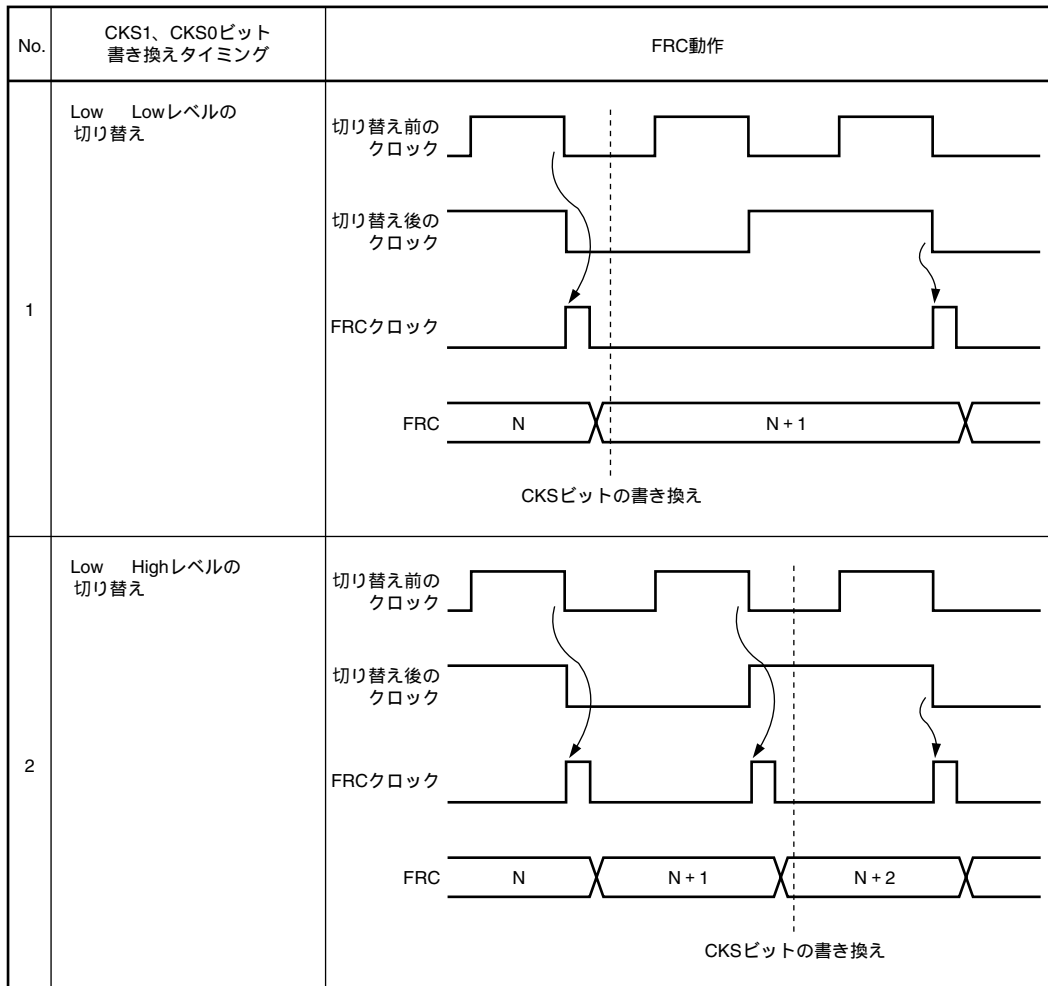 No.
CKS1、CKS0ビット
書き換えタイミング
FRC動作
1
Low Lowレベルの
切り替え
切り替え前の
クロック
切り替え後の
クロック
FRCクロック
FRC
N
N + 1
CKSビットの書き換え
2
Low Highレベルの
切り替え
切り替え前の
クロック
切り替え後の
クロック
FRCクロック
FRC
N
N + 1
N + 2
CKSビットの書き換え